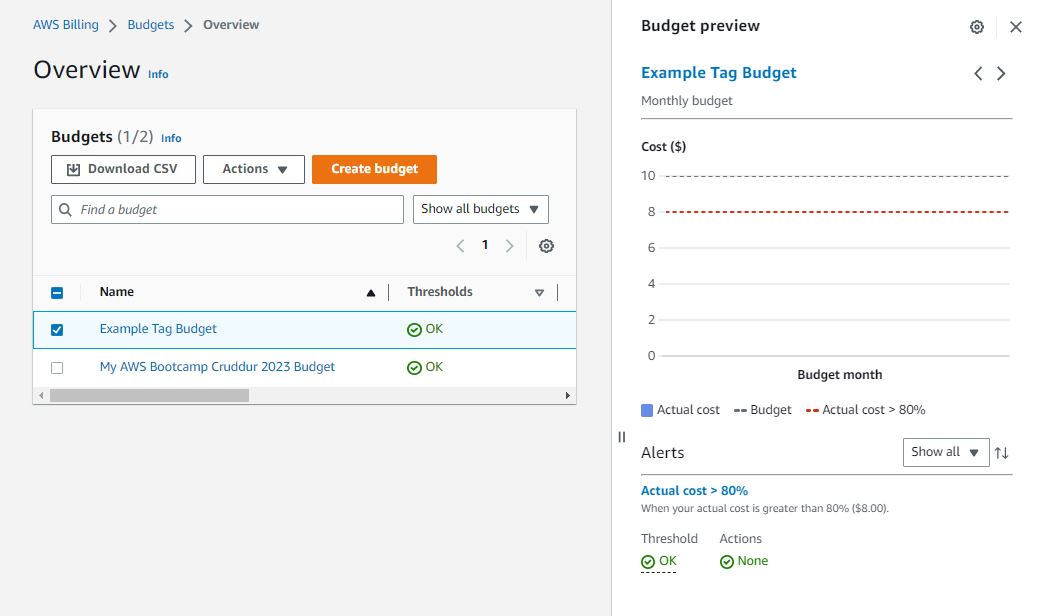 AWS Billing > Budgets > Overview
Overview Info
Budgets (1/2) Info
Download CSV Actions Create budget
Find a budget Show all budgets
1
Name Thresholds
Example Tag Budget OK
My AWS Bootcamp Cruddur 2023 Budget OK
Budget preview
Example Tag Budget
Monthly budget
Cost ($)
10
8
6
4
2
0
Budget month
Actual cost Budget Actual cost > 80%
Alerts Show all
Actual cost > 80%
When your actual cost is greater than 80% ($8.00).
Threshold Actions
OK None